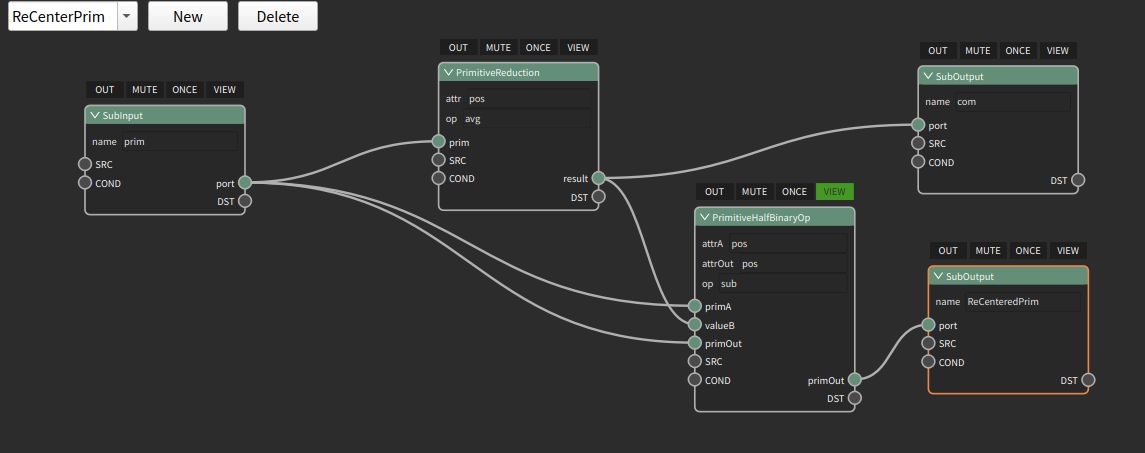 ReCenterPrim
New
Delete
OUT MUTE ONCE VIEW
SubInput
name prim
SRC
COND
port
DST
OUT MUTE ONCE VIEW
PrimitiveReduction
attr pos
op avg
prim
SRC
COND
result
DST
OUT MUTE ONCE VIEW
PrimitiveHalfBinaryOp
attrA pos
attrOut pos
op sub
primA
valueB
primOut
SRC
COND
primOut
DST
OUT MUTE ONCE VIEW
SubOutput
name com
port
SRC
COND
DST
OUT MUTE ONCE VIEW
SubOutput
name ReCenteredPrim
port
SRC
COND
DST